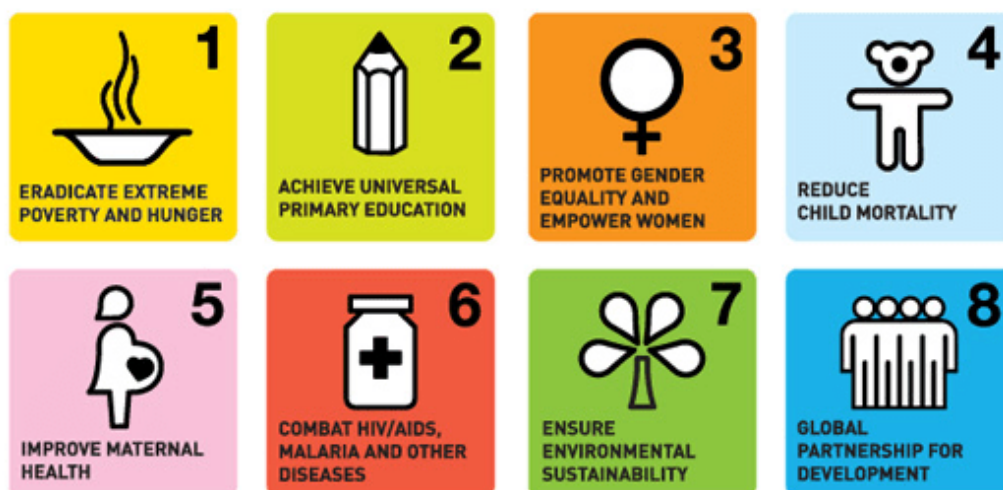 1
ERADICATE EXTREME
POVERTY AND HUNGER
2
ACHIEVE UNIVERSAL
PRIMARY EDUCATION
3
PROMOTE GENDER
EQUALITY AND
EMPOWER WOMEN
4
REDUCE
CHILD MORTALITY
5
IMPROVE MATERNAL
HEALTH
6
COMBAT HIV/AIDS,
MALARIA AND OTHER
DISEASES
7
ENSURE
ENVIRONMENTAL
SUSTAINABILITY
8
GLOBAL
PARTNERSHIP FOR
DEVELOPMENT